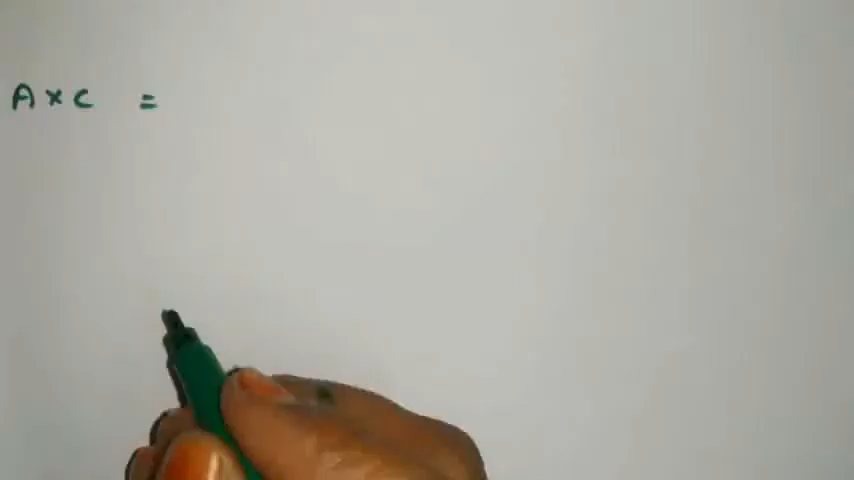 A × C =